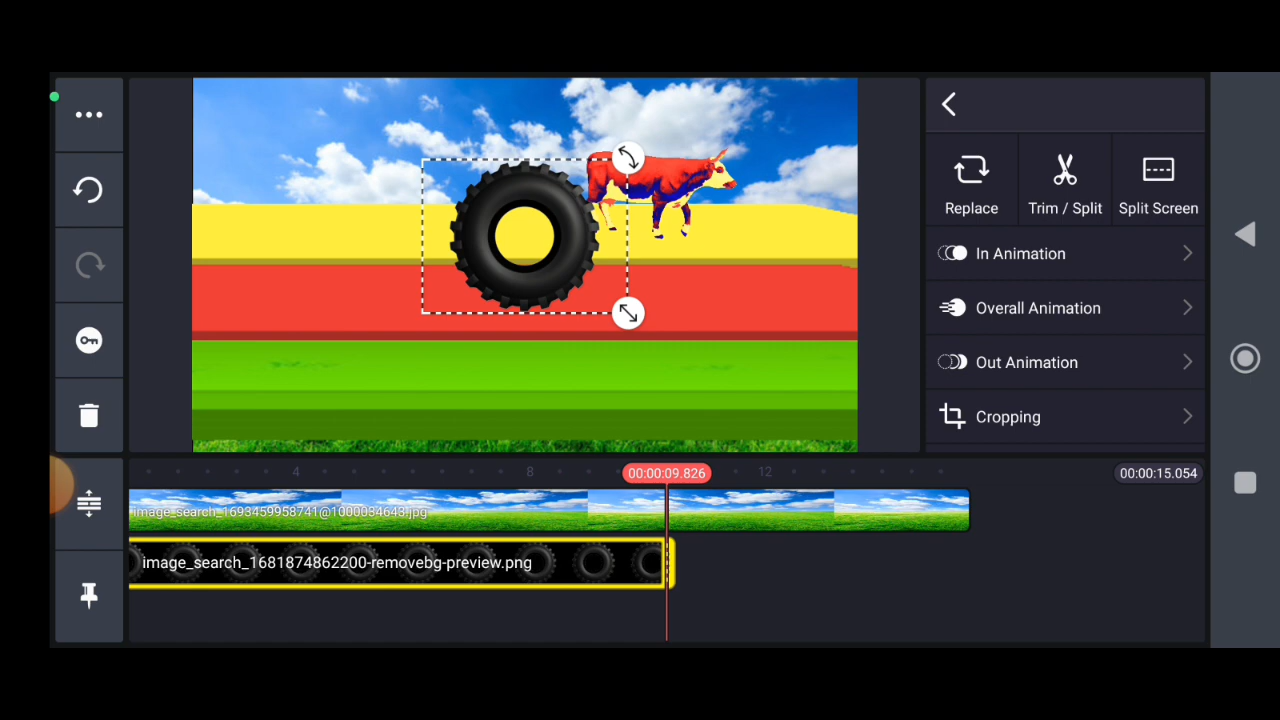 Replace
Trim / Split
Split Screen
In Animation
Overall Animation
Out Animation
Cropping
4
8
00:00:09.826
12
00:00:15.054
image_search_1693459958741@1000034643.jpg
image_search_1681874862200-removebg-preview.png